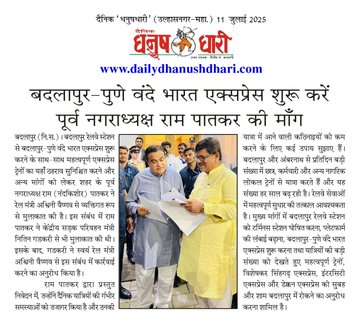 दैनिक 'धनुषधारी' (उल्हासनगर-महा.) 11 जुलाई 2025
दैनिक
धनुष धारी
www.dailydhanushdhari.com
बदलापुर-पुणे वंदे भारत एक्सप्रेस शुरू करें
पूर्व नगराध्यक्ष राम पातकर की माँग
बदलापुर (नि.स.)। बदलापुर रेलवे स्टेशन
से बदलापुर- पुणे वंदे भारत एक्सप्रेस शुरू
करने के साथ-साथ महत्वपूर्ण एक्सप्रेस
ट्रेनों का यहाँ ठहराव सुनिश्चित करने और
अन्य मांगों को लेकर शहर के पूर्व
नगराध्यक्ष राम (नंदकिशोर) पातकर ने
रेल मंत्री अश्विनी वैष्णव से व्यक्तिगत रूप
से मुलाकात की है। इस संबंध में राम
पातकर ने केंद्रीय सड़क परिवहन मंत्री
नितिन गडकरी से भी मुलाकात की थी।
इसके बाद, गडकरी ने स्वयं रेल मंत्री
अश्विनी वैष्णव से इस संबंध में कार्रवाई
करने का अनुरोध किया है।
राम पातकर द्वारा प्रस्तुत
निवेदन में, उन्होंने दैनिक यात्रियों की गंभीर
समस्याओं को उजागर किया है और उनकी
यात्रा में आने वाली कठिनाइयों को कम
करने के लिए कई उपाय सुझाए हैं।
बदलापुर और अंबरनाथ से प्रतिदिन बड़ी
संख्या में छात्र, कर्मचारी और अन्य नागरिक
लोकल ट्रेनों से यात्रा करते हैं और यह
संख्या हर साल बढ़ रही है। रेलवे सेवाओं
में महत्वपूर्ण सुधार की तत्काल आवश्यकता
है। मुख्य मांगों में बदलापुर रेलवे स्टेशन
को टर्मिनस स्टेशन घोषित करना, प्लेटफार्म
की लंबाई बढ़ाना, बदलापुर- पुणे वंदे भारत
एक्सप्रेस शुरू करना तथा यात्रियों की बड़ी
संख्या को देखते हुए महत्वपूर्ण ट्रेनों,
विशेषकर सिंहगड़ एक्सप्रेस, इंटरसिटी
एक्सप्रेस और डेक्कन एक्सप्रेस को सुबह
और शाम बदलापुर में रोकने का अनुरोध
करना शामिल है।